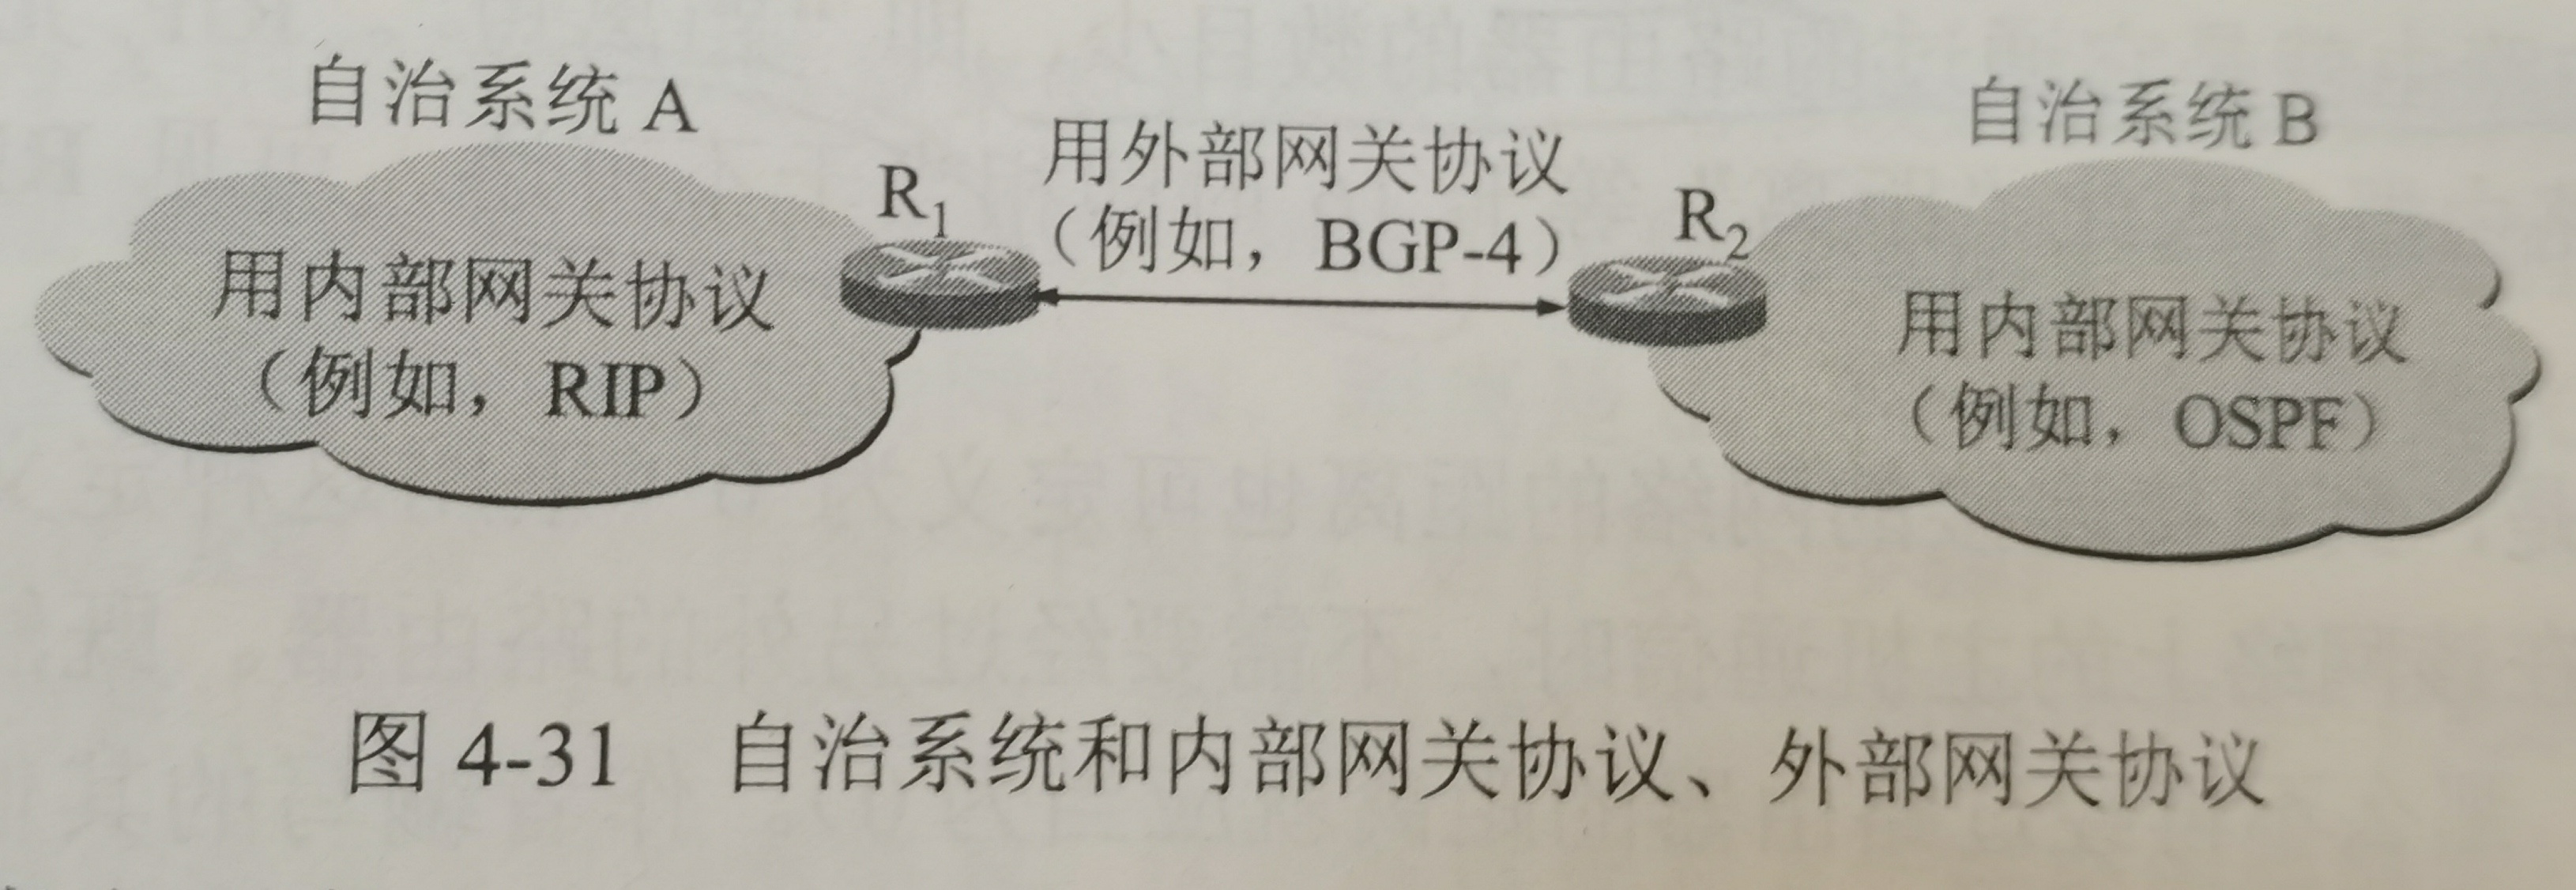 自治系统 A
自治系统 B
R1
用外部网关协议
(例如，BGP-4)
R2
用内部网关协议
(例如，RIP)
用内部网关协议
(例如，OSPF)
图 4-31 自治系统和内部网关协议、外部网关协议